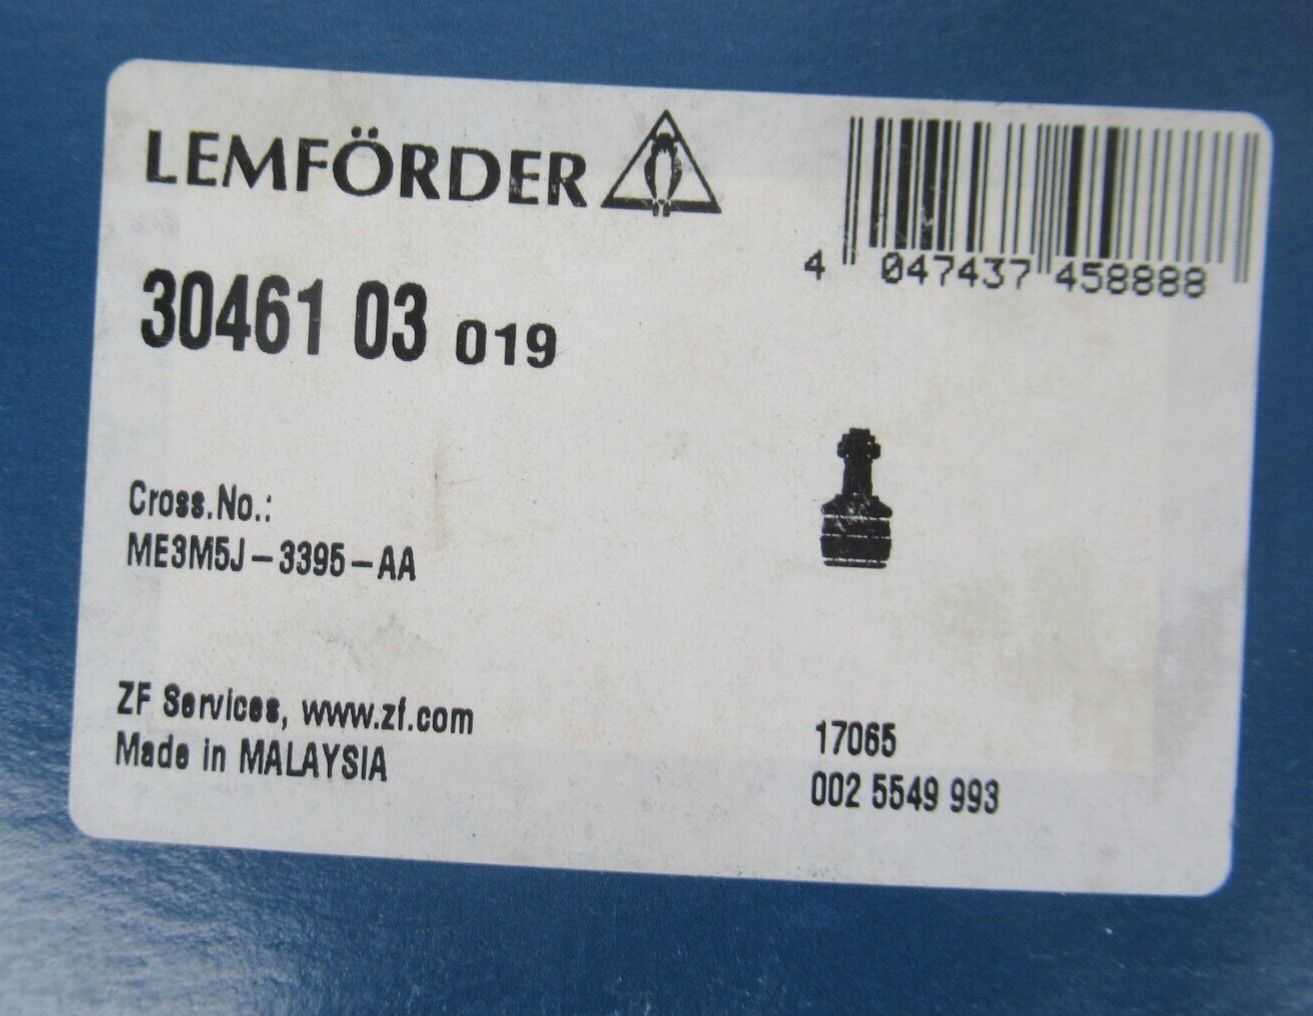 LEMFÖRDER
4 047437 458888
30461 03 019
Cross.No.:
ME3M5J-3395-AA
ZF Services, www.zf.com
Made in MALAYSIA
17065
002 5549 993